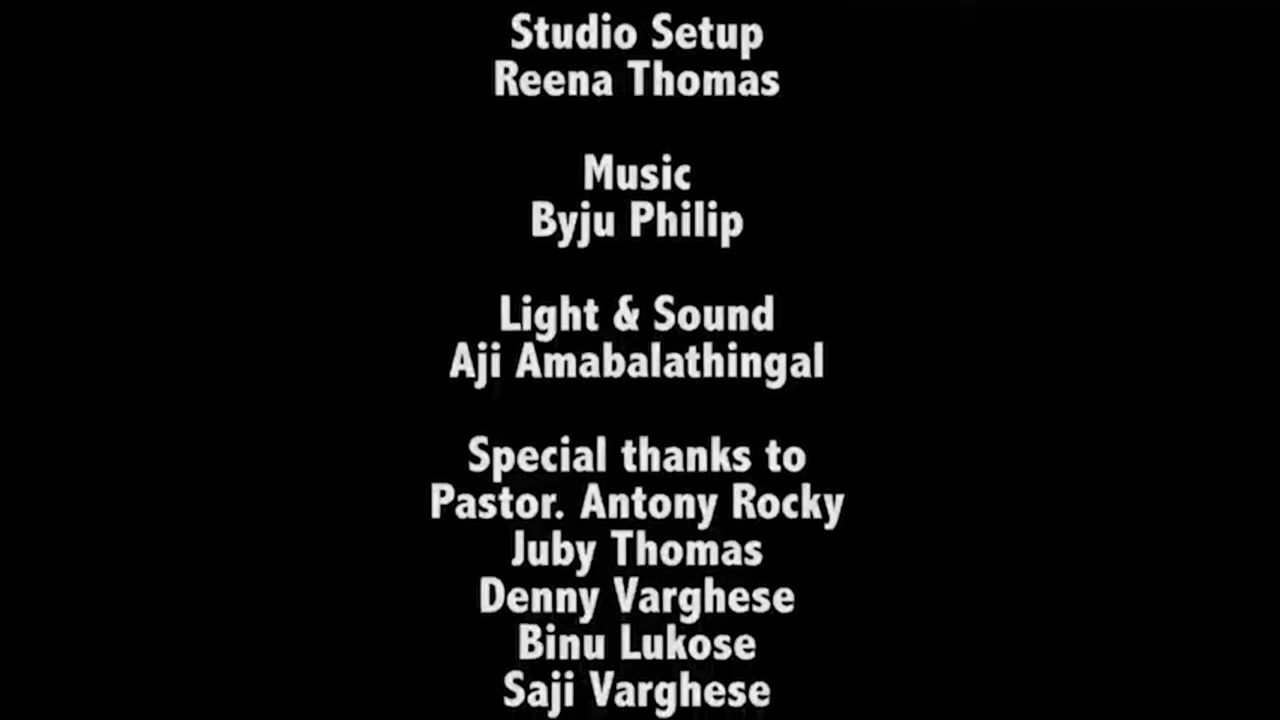 Studio Setup
Reena Thomas
Music
Byju Philip
Light & Sound
Aji Amabalathingal
Special thanks to
Pastor. Antony Rocky
Juby Thomas
Denny Varghese
Binu Lukose
Saji Varghese